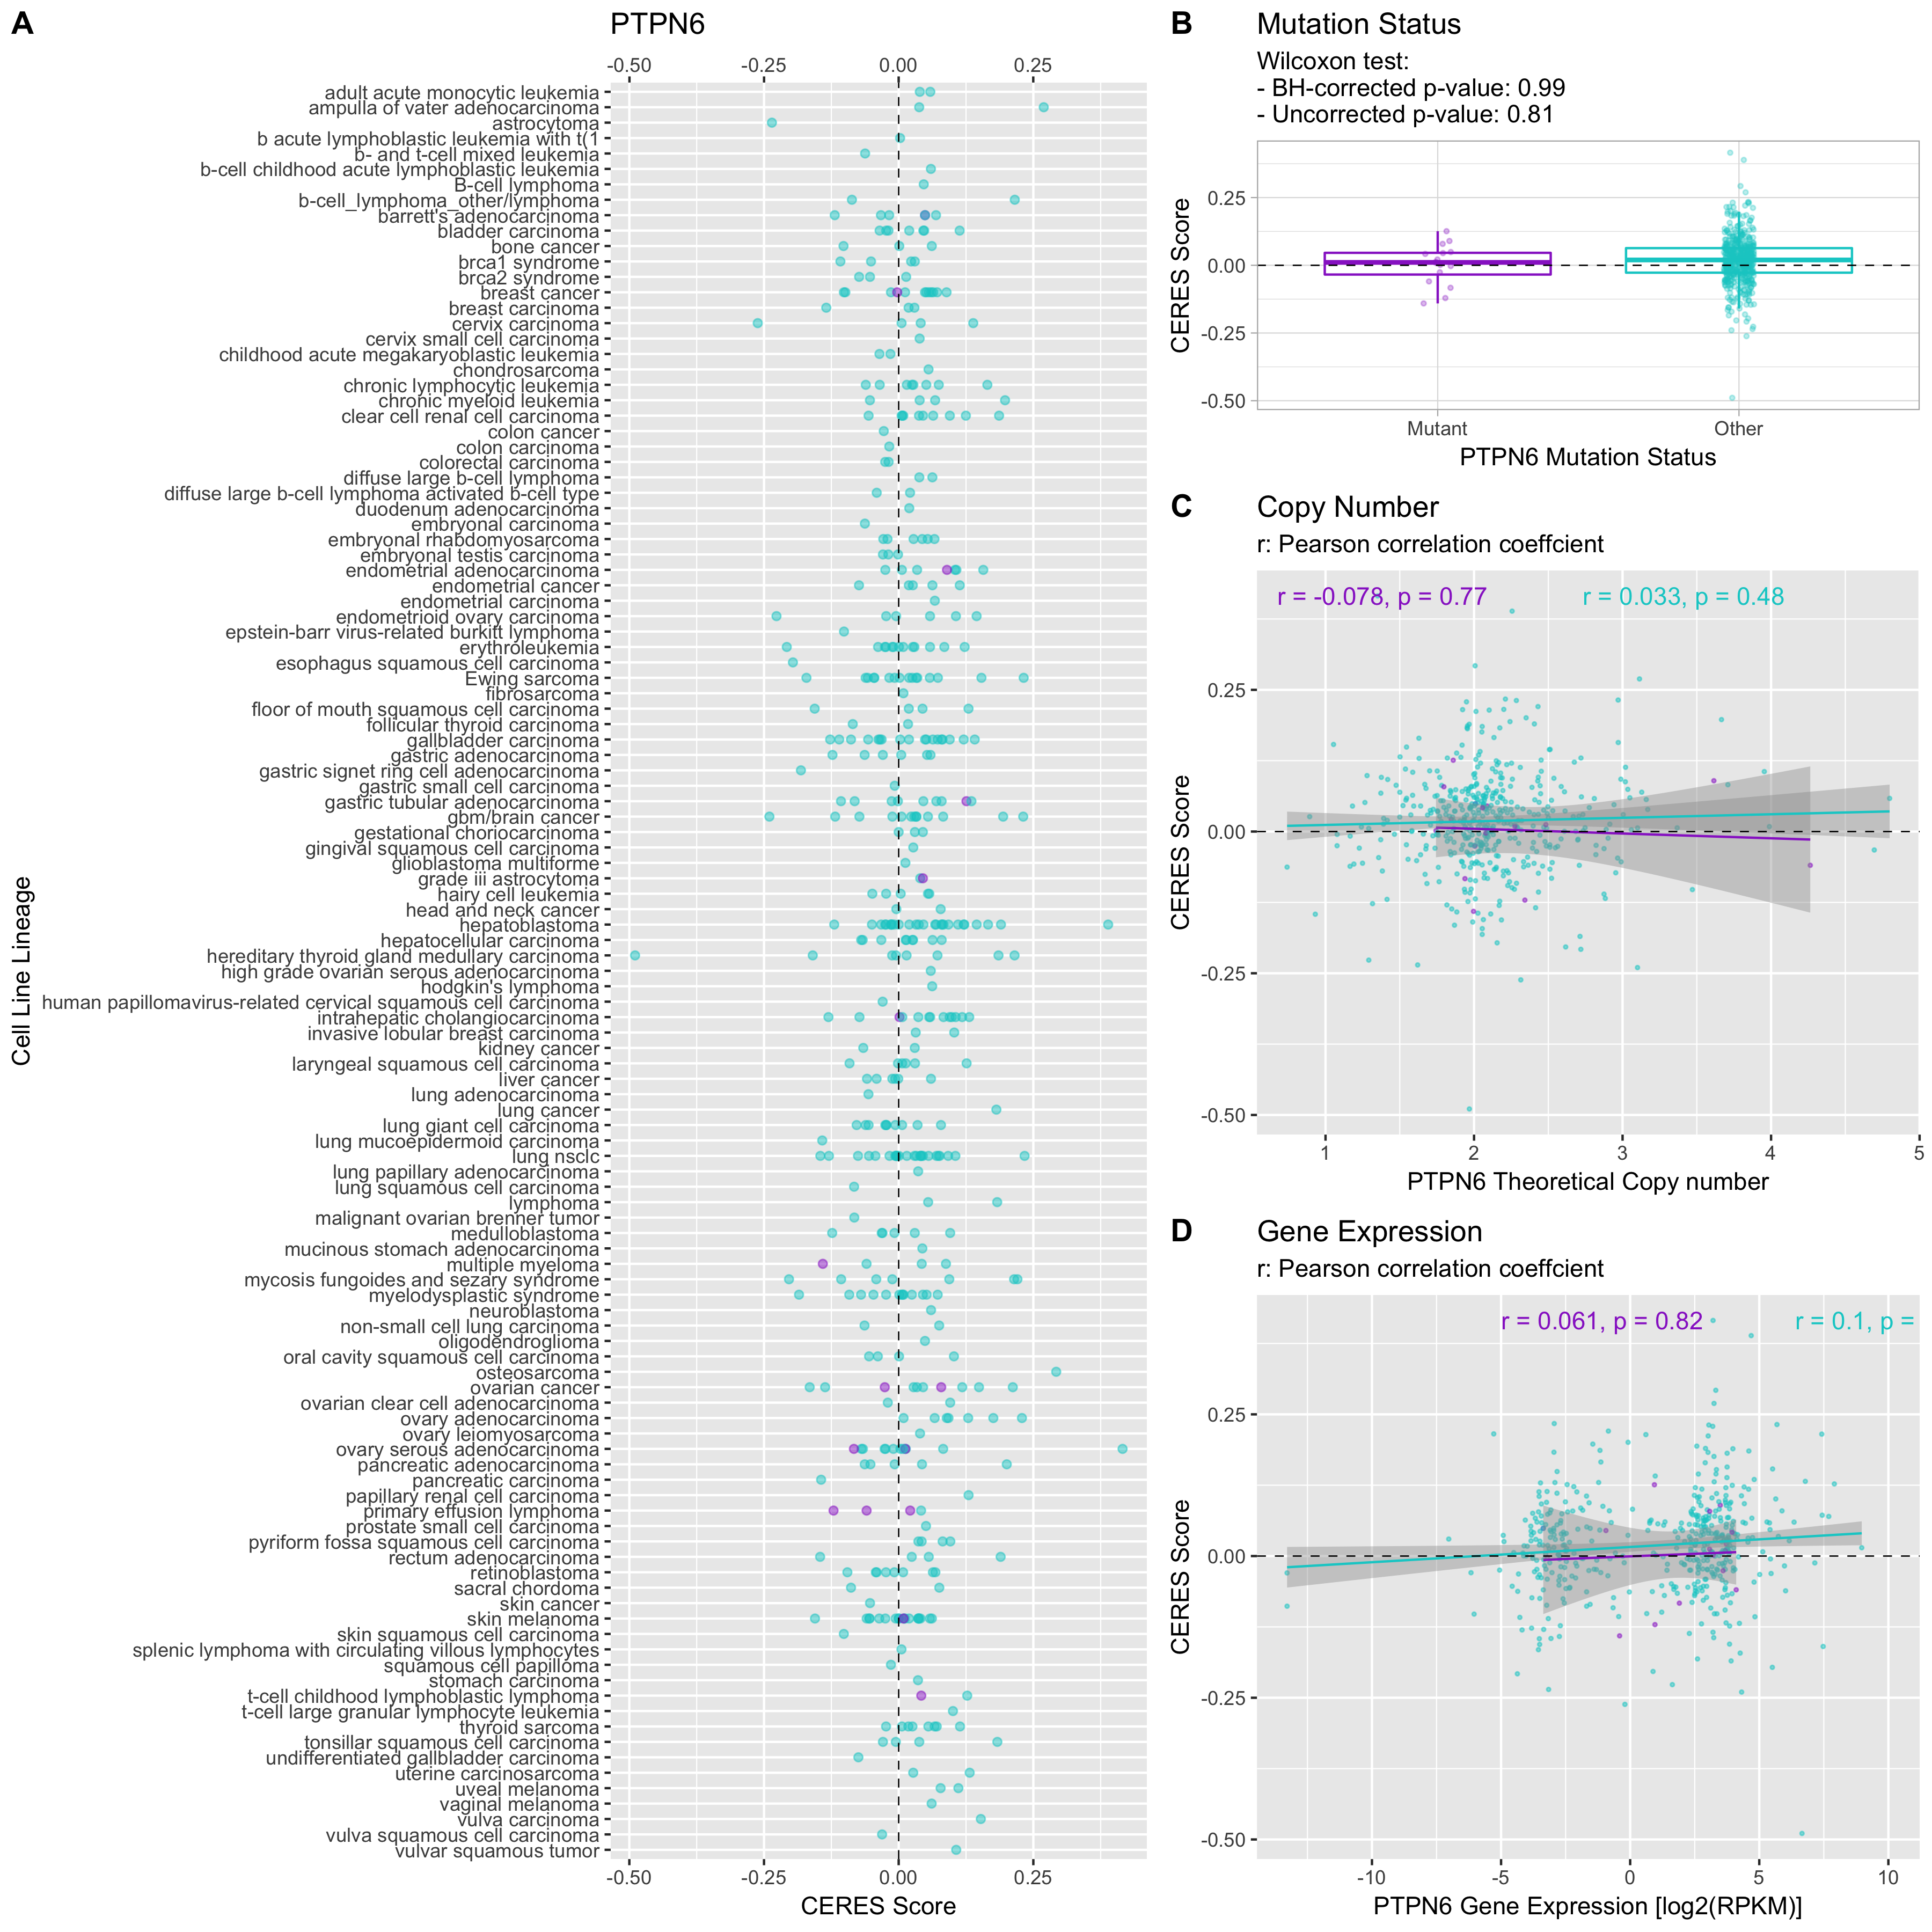 A
PTPN6
-0.50 -0.25 0.00 0.25
adult acute monocytic leukemia
ampulla of vater adenocarcinoma
astrocytoma
b acute lymphoblastic leukemia with t(1
b- and t-cell mixed leukemia
b-cell childhood acute lymphoblastic leukemia
B-cell lymphoma
b-cell_lymphoma_other/lymphoma
barrett's adenocarcinoma
bladder carcinoma
bone cancer
brca1 syndrome
brca2 syndrome
breast cancer
breast carcinoma
cervix carcinoma
cervix small cell carcinoma
childhood acute megakaryoblastic leukemia
chondrosarcoma
chronic lymphocytic leukemia
chronic myeloid leukemia
clear cell renal cell carcinoma
colon cancer
colon carcinoma
colorectal carcinoma
diffuse large b-cell lymphoma
diffuse large b-cell lymphoma activated b-cell type
duodenum adenocarcinoma
embryonal carcinoma
embryonal rhabdomyosarcoma
embryonal testis carcinoma
endometrial adenocarcinoma
endometrial cancer
endometrial carcinoma
endometrioid ovary carcinoma
epstein-barr virus-related burkitt lymphoma
erythroleukemia
esophagus squamous cell carcinoma
Ewing sarcoma
fibrosarcoma
floor of mouth squamous cell carcinoma
follicular thyroid carcinoma
gallbladder carcinoma
gastric adenocarcinoma
gastric signet ring cell adenocarcinoma
gastric small cell carcinoma
gastric tubular adenocarcinoma
gbm/brain cancer
gestational choriocarcinoma
gingival squamous cell carcinoma
glioblastoma multiforme
grade iii astrocytoma
hairy cell leukemia
head and neck cancer
hepatoblastoma
hepatocellular carcinoma
hereditary thyroid gland medullary carcinoma
high grade ovarian serous adenocarcinoma
hodgkin's lymphoma
human papillomavirus-related cervical squamous cell carcinoma
intrahepatic cholangiocarcinoma
invasive lobular breast carcinoma
kidney cancer
laryngeal squamous cell carcinoma
liver cancer
lung adenocarcinoma
lung cancer
lung giant cell carcinoma
lung mucoepidermoid carcinoma
lung nsclc
lung papillary adenocarcinoma
lung squamous cell carcinoma
lymphoma
malignant ovarian brenner tumor
medulloblastoma
mucinous stomach adenocarcinoma
multiple myeloma
mycosis fungoides and sezary syndrome
myelodysplastic syndrome
neuroblastoma
non-small cell lung carcinoma
oligodendroglioma
oral cavity squamous cell carcinoma
osteosarcoma
ovarian cancer
ovarian clear cell adenocarcinoma
ovary adenocarcinoma
ovary leiomyosarcoma
ovary serous adenocarcinoma
pancreatic adenocarcinoma
pancreatic carcinoma
papillary renal cell carcinoma
primary effusion lymphoma
prostate small cell carcinoma
pyriform fossa squamous cell carcinoma
rectum adenocarcinoma
retinoblastoma
sacral chordoma
skin cancer
skin melanoma
skin squamous cell carcinoma
splenic lymphoma with circulating villous lymphocytes
squamous cell papilloma
stomach carcinoma
t-cell childhood lymphoblastic lymphoma
t-cell large granular lymphocyte leukemia
thyroid sarcoma
tonsillar squamous cell carcinoma
undifferentiated gallbladder carcinoma
uterine carcinosarcoma
uveal melanoma
vaginal melanoma
vulva carcinoma
vulva squamous cell carcinoma
vulvar squamous tumor
-0.50 -0.25 0.00 0.25
CERES Score
Cell Line Lineage
B
Mutation Status
Wilcoxon test:
- BH-corrected p-value: 0.99
- Uncorrected p-value: 0.81
0.25
0.00
-0.25
-0.50
CERES Score
Mutant Other
PTPN6 Mutation Status
C
Copy Number
r: Pearson correlation coeffcient
r = -0.078, p = 0.77 r = 0.033, p = 0.48
0.25
0.00
-0.25
-0.50
CERES Score
1 2 3 4 5
PTPN6 Theoretical Copy number
D
Gene Expression
r: Pearson correlation coeffcient
r = 0.061, p = 0.82 r = 0.1, p =
0.25
0.00
-0.25
-0.50
CERES Score
-10 -5 0 5 10
PTPN6 Gene Expression [log2(RPKM)]